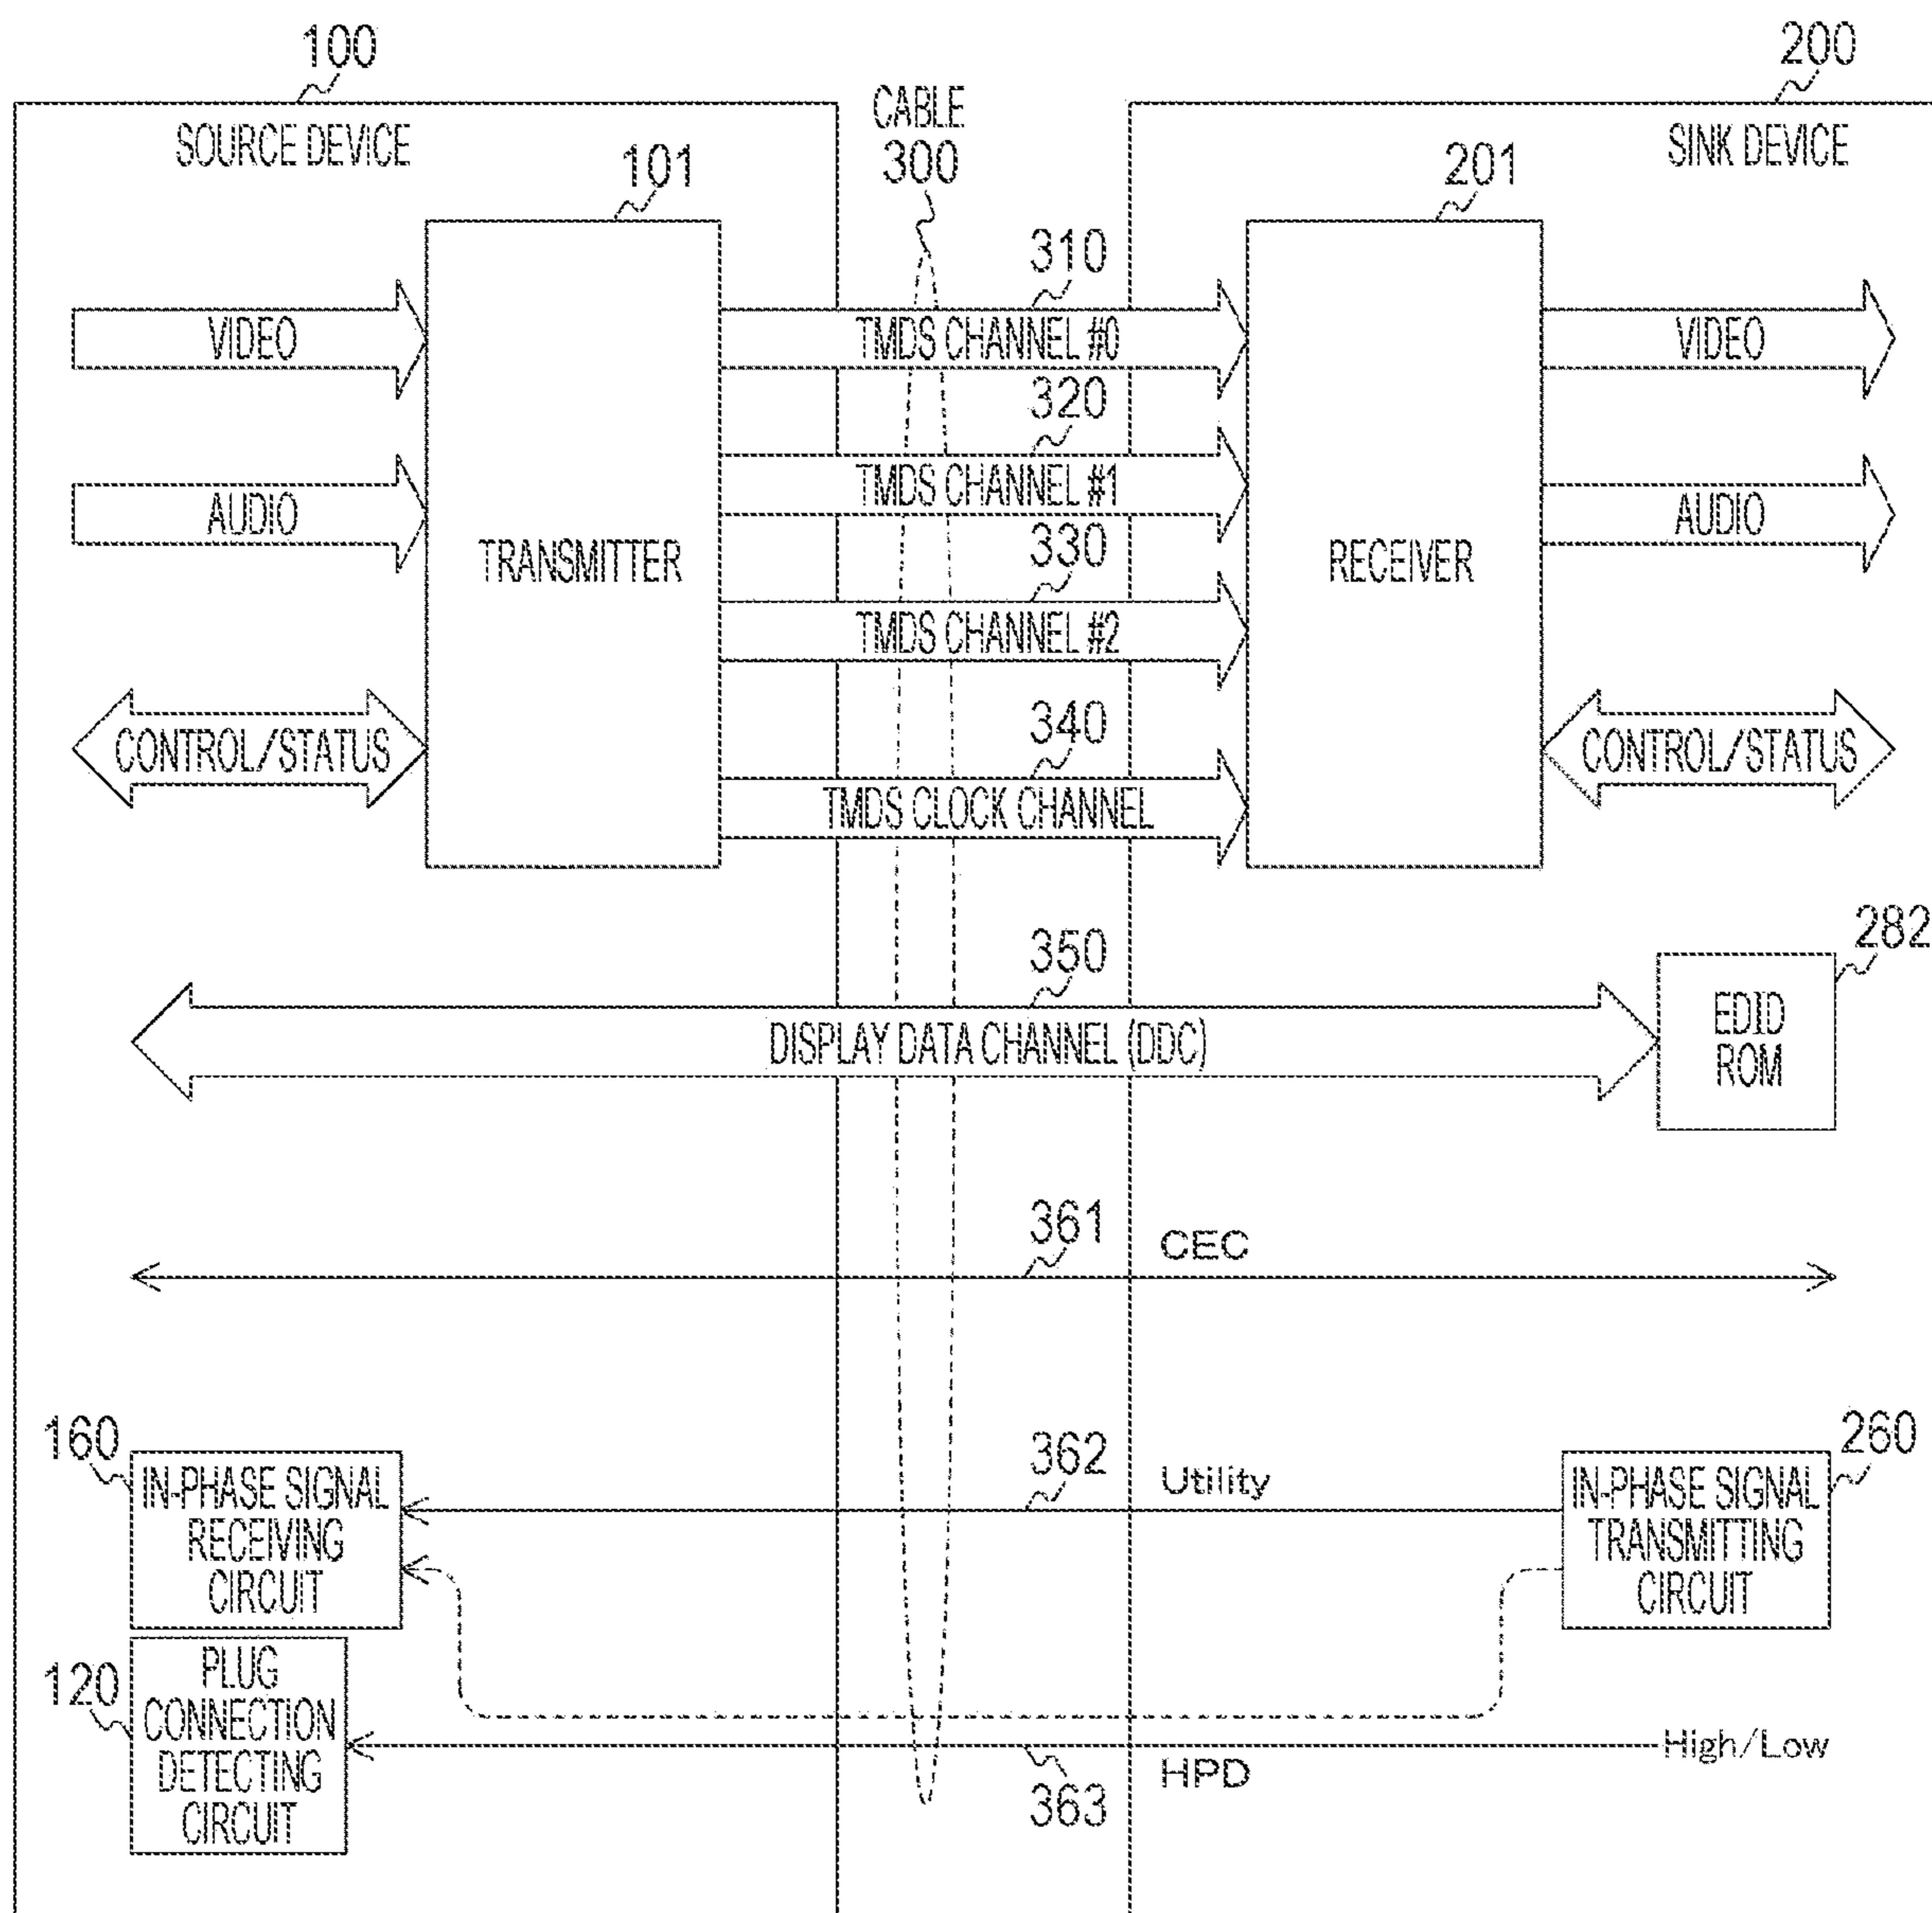 100
200
SOURCE DEVICE
CABLE
300
SINK DEVICE
101
201
310
VIDEO
TMDS CHANNEL #0
VIDEO
320
AUDIO
TMDS CHANNEL #1
AUDIO
330
TRANSMITTER
RECEIVER
TMDS CHANNEL #2
340
CONTROL/STATUS
CONTROL/STATUS
TMDS CLOCK CHANNEL
350
282
DISPLAY DATA CHANNEL (DDC)
EDID
ROM
361
CEC
160
IN-PHASE SIGNAL
RECEIVING
CIRCUIT
362
Utility
260
IN-PHASE SIGNAL
TRANSMITTING
CIRCUIT
120
PLUG
CONNECTION
DETECTING
CIRCUIT
363
HPD
High/Low